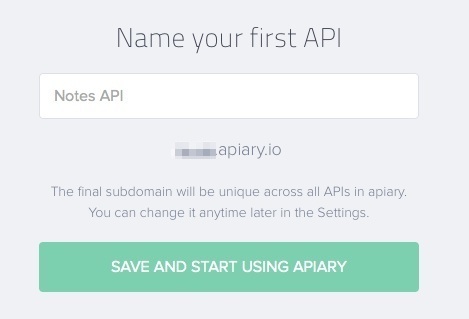 Name your first API
Notes API
.apiary.io
The final subdomain will be unique across all APIs in apiary.
You can change it anytime later in the Settings.
SAVE AND START USING APIARY